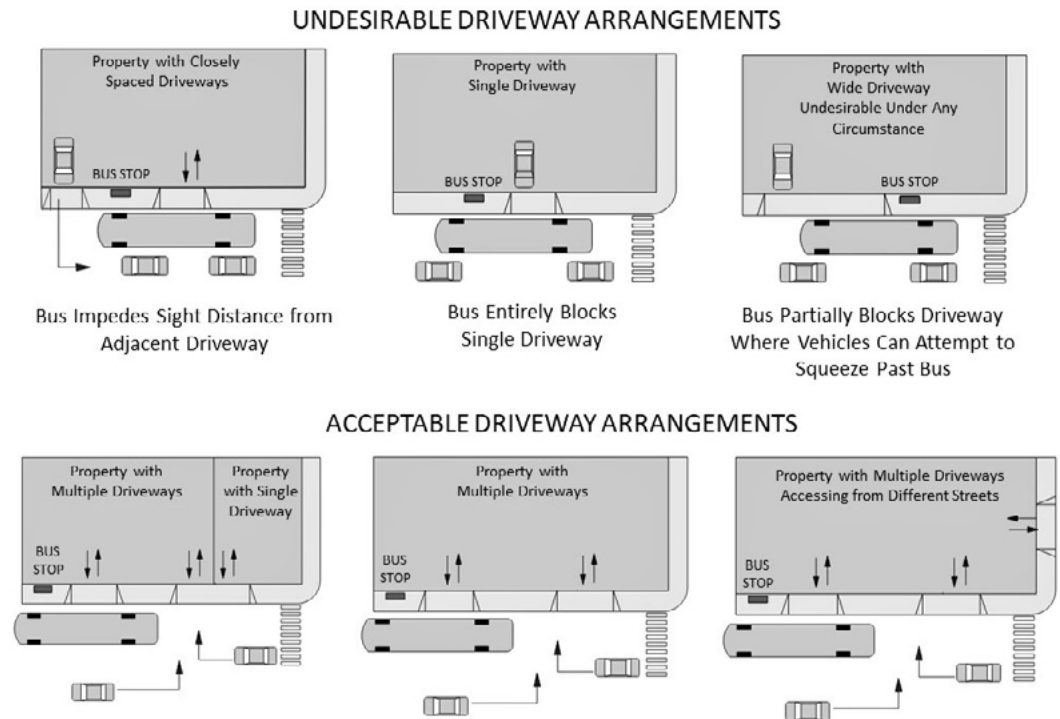 UNDESIRABLE DRIVEWAY ARRANGEMENTS
Property with Closely
Spaced Driveways
BUS STOP
Bus Impedes Sight Distance from
Adjacent Driveway
Property with
Single Driveway
BUS STOP
Bus Entirely Blocks
Single Driveway
Property with
Wide Driveway
Undesirable Under Any
Circumstance
BUS STOP
Bus Partially Blocks Driveway
Where Vehicles Can Attempt to
Squeeze Past Bus
ACCEPTABLE DRIVEWAY ARRANGEMENTS
Property with
Multiple Driveways
Property
with Single
Driveway
BUS
STOP
Property with
Multiple Driveways
BUS
STOP
Property with Multiple Driveways
Accessing from Different Streets
BUS
STOP